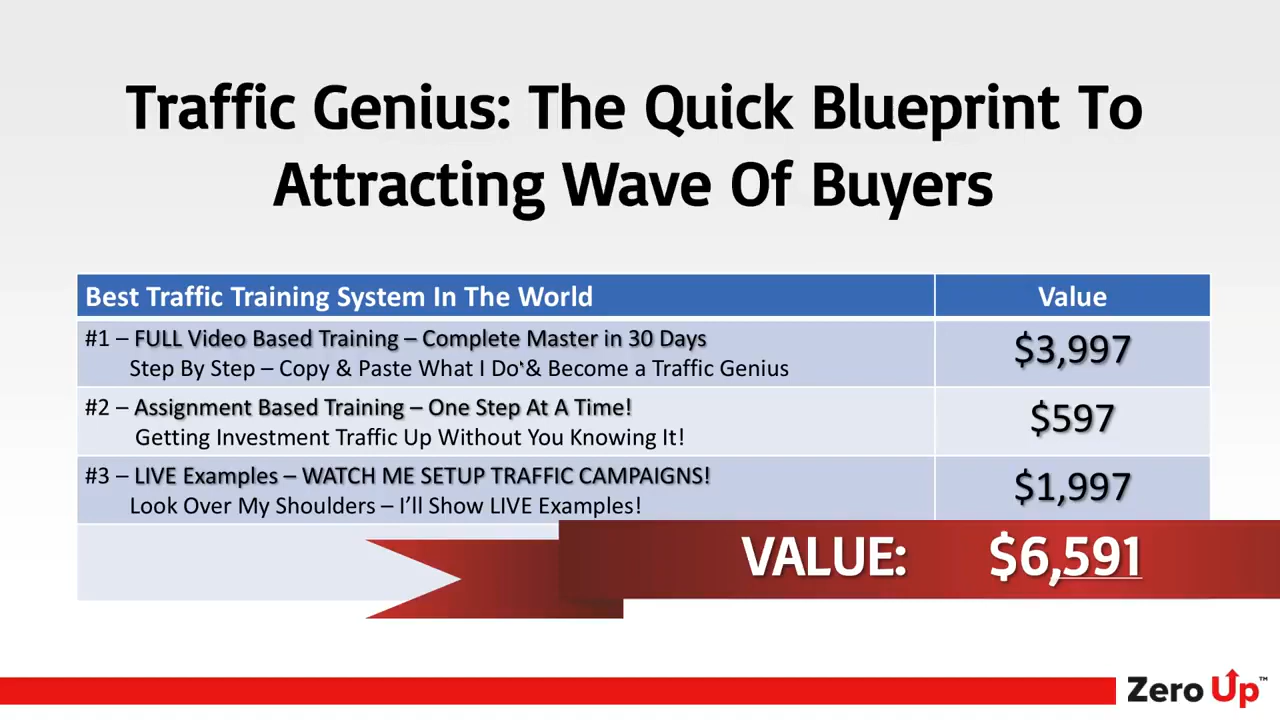 Traffic Genius: The Quick Blueprint To
Attracting Wave Of Buyers
Best Traffic Training System In The World Value
#1 – FULL Video Based Training – Complete Master in 30 Days $3,997
Step By Step – Copy & Paste What I Do & Become a Traffic Genius
#2 – Assignment Based Training – One Step At A Time! $597
Getting Investment Traffic Up Without You Knowing It!
#3 – LIVE Examples – WATCH ME SETUP TRAFFIC CAMPAIGNS! $1,997
Look Over My Shoulders – I’ll Show LIVE Examples!
VALUE: $6,591
Zero Up™